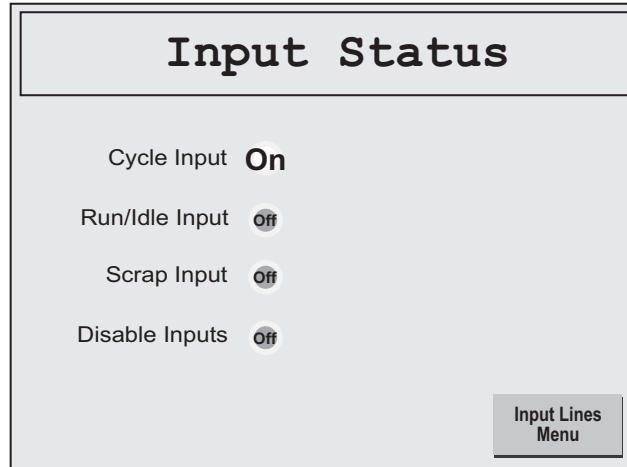 Input Status
Cycle Input On
Run/Idle Input Off
Scrap Input Off
Disable Inputs Off
Input Lines
Menu